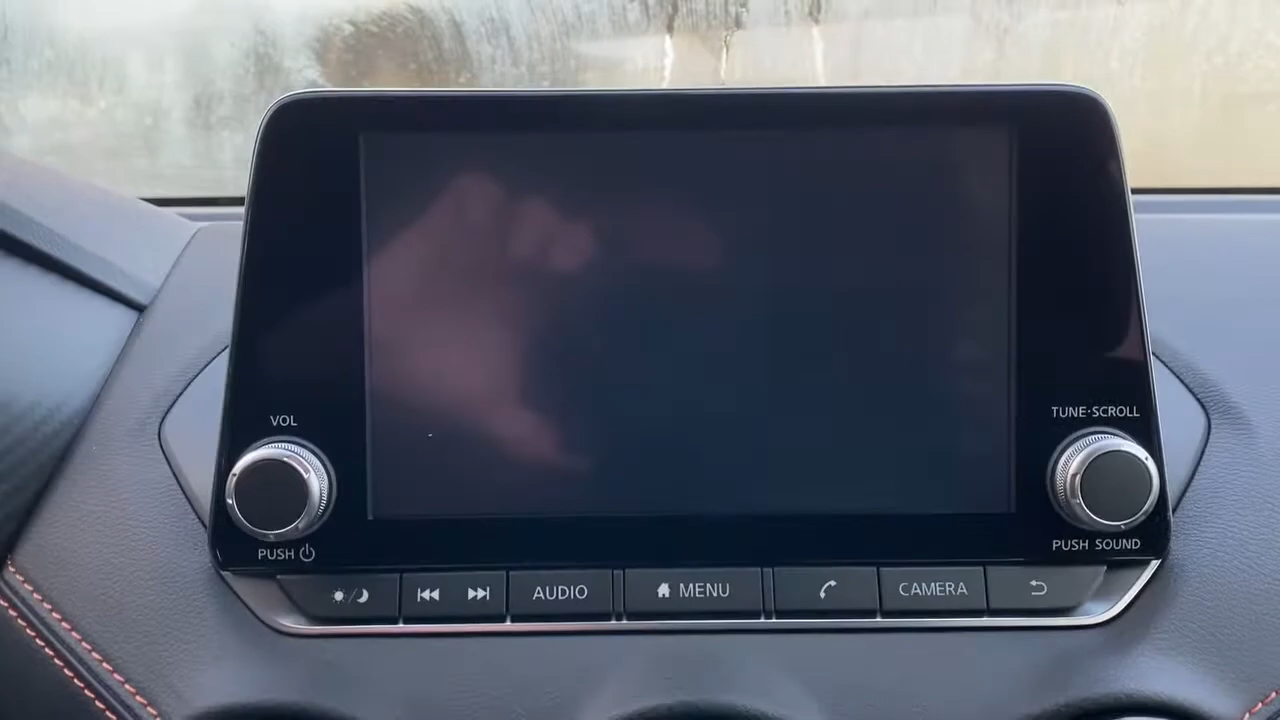 VOL
TUNE·SCROLL
PUSH
PUSH SOUND
AUDIO
MENU
CAMERA